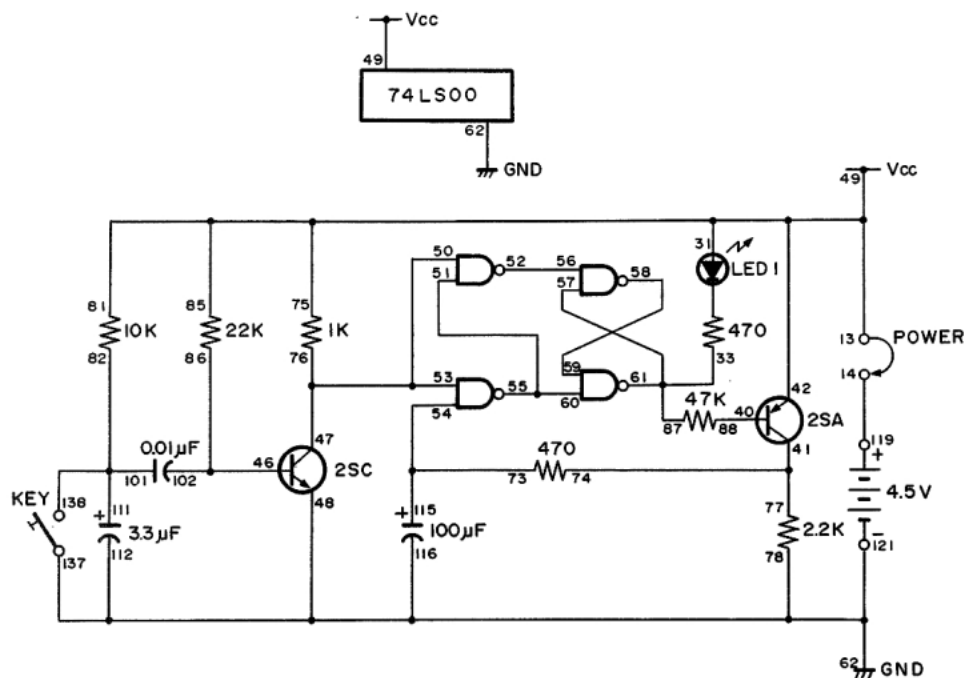 Vcc
49
74LS00
62
GND
Vcc
49
31
LED 1
50
52
56
58
51
57
81
10K
82
85
22K
86
75
1K
76
470
33
13
POWER
14
53
55
59
61
54
60
47K
40
42
87
88
2SA
41
0.01µF
101
102
46
47
2SC
48
470
73
74
119
+
4.5V
−
121
KEY
138
137
+
111
3.3µF
112
+
115
100µF
116
77
2.2K
78
62
GND